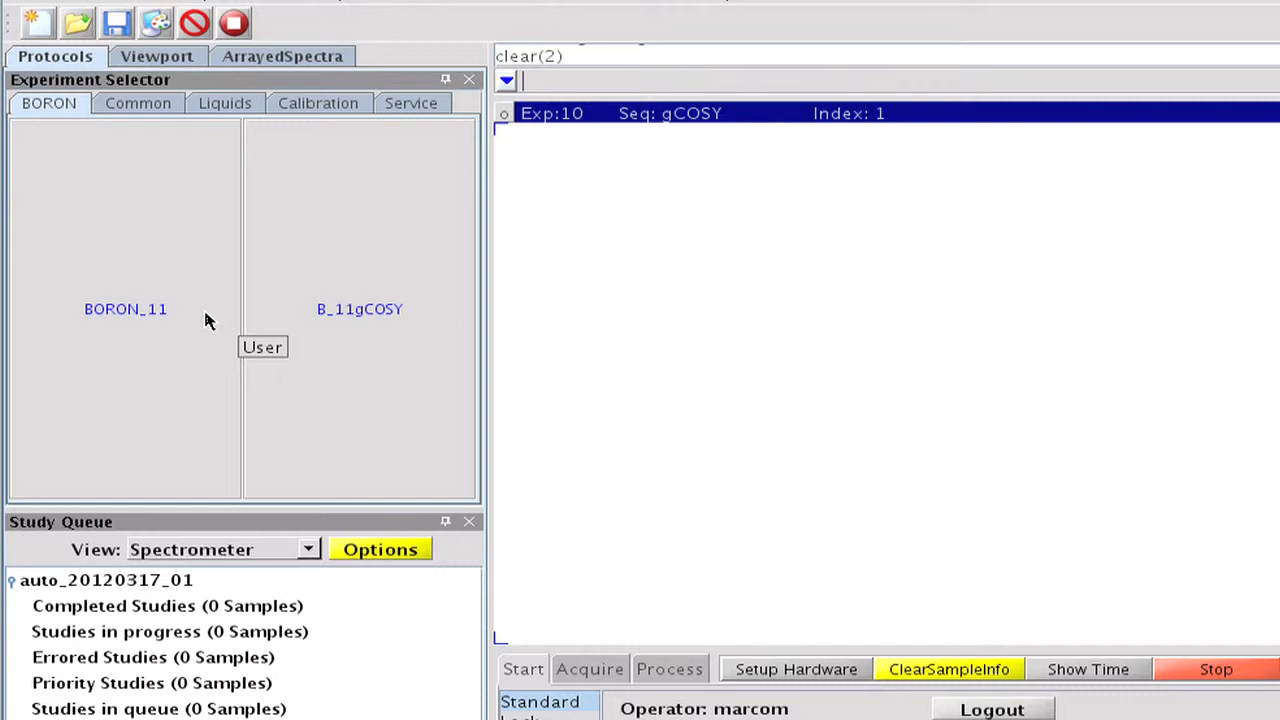 clear(2)
Protocols Viewport ArrayedSpectra
Experiment Selector
BORON Common Liquids Calibration Service
Exp:10 Seq: gCOSY Index: 1
BORON_11 B_11gCOSY
User
Study Queue
View: Spectrometer Options
auto_20120317_01
Completed Studies (0 Samples)
Studies in progress (0 Samples)
Errored Studies (0 Samples)
Priority Studies (0 Samples)
Studies in queue (0 Samples)
Start Acquire Process Setup Hardware ClearSampleInfo Show Time Stop
Standard
Operator: marcom Logout